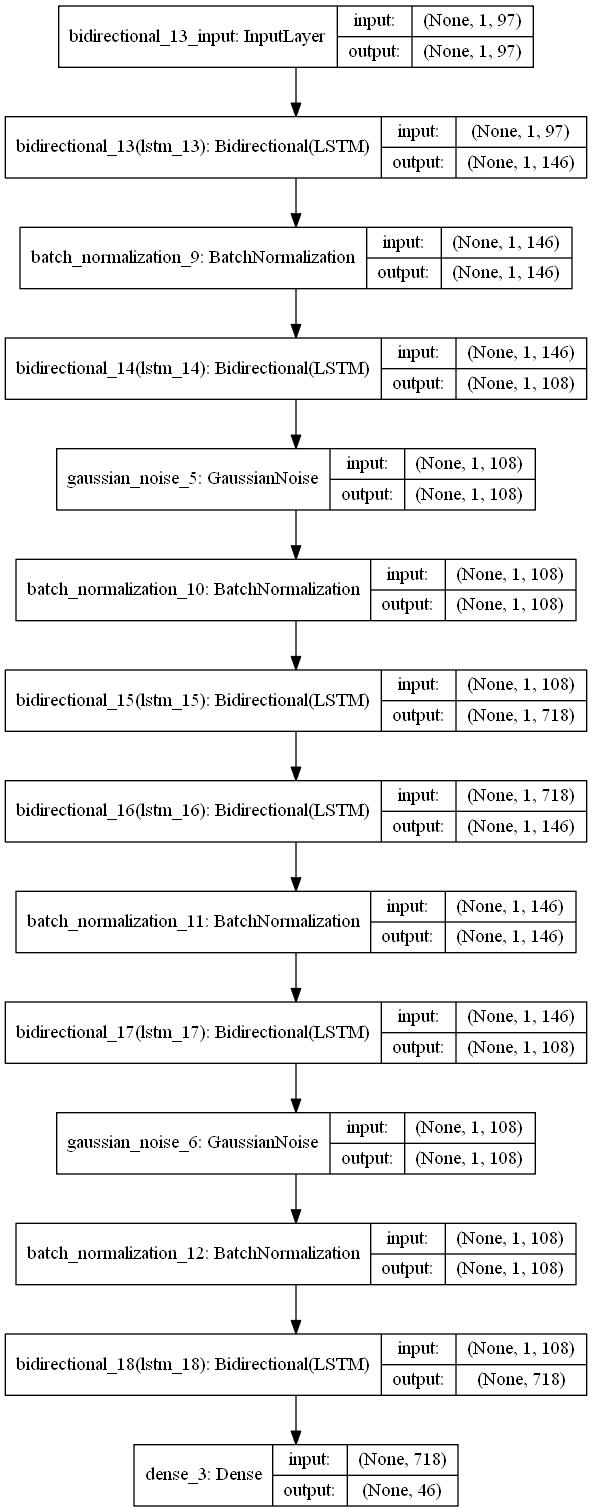 bidirectional_13_input: InputLayer
input: (None, 1, 97)
output: (None, 1, 97)
bidirectional_13(lstm_13): Bidirectional(LSTM)
input: (None, 1, 97)
output: (None, 1, 146)
batch_normalization_9: BatchNormalization
input: (None, 1, 146)
output: (None, 1, 146)
bidirectional_14(lstm_14): Bidirectional(LSTM)
input: (None, 1, 146)
output: (None, 1, 108)
gaussian_noise_5: GaussianNoise
input: (None, 1, 108)
output: (None, 1, 108)
batch_normalization_10: BatchNormalization
input: (None, 1, 108)
output: (None, 1, 108)
bidirectional_15(lstm_15): Bidirectional(LSTM)
input: (None, 1, 108)
output: (None, 1, 718)
bidirectional_16(lstm_16): Bidirectional(LSTM)
input: (None, 1, 718)
output: (None, 1, 146)
batch_normalization_11: BatchNormalization
input: (None, 1, 146)
output: (None, 1, 146)
bidirectional_17(lstm_17): Bidirectional(LSTM)
input: (None, 1, 146)
output: (None, 1, 108)
gaussian_noise_6: GaussianNoise
input: (None, 1, 108)
output: (None, 1, 108)
batch_normalization_12: BatchNormalization
input: (None, 1, 108)
output: (None, 1, 108)
bidirectional_18(lstm_18): Bidirectional(LSTM)
input: (None, 1, 108)
output: (None, 718)
dense_3: Dense
input: (None, 718)
output: (None, 46)